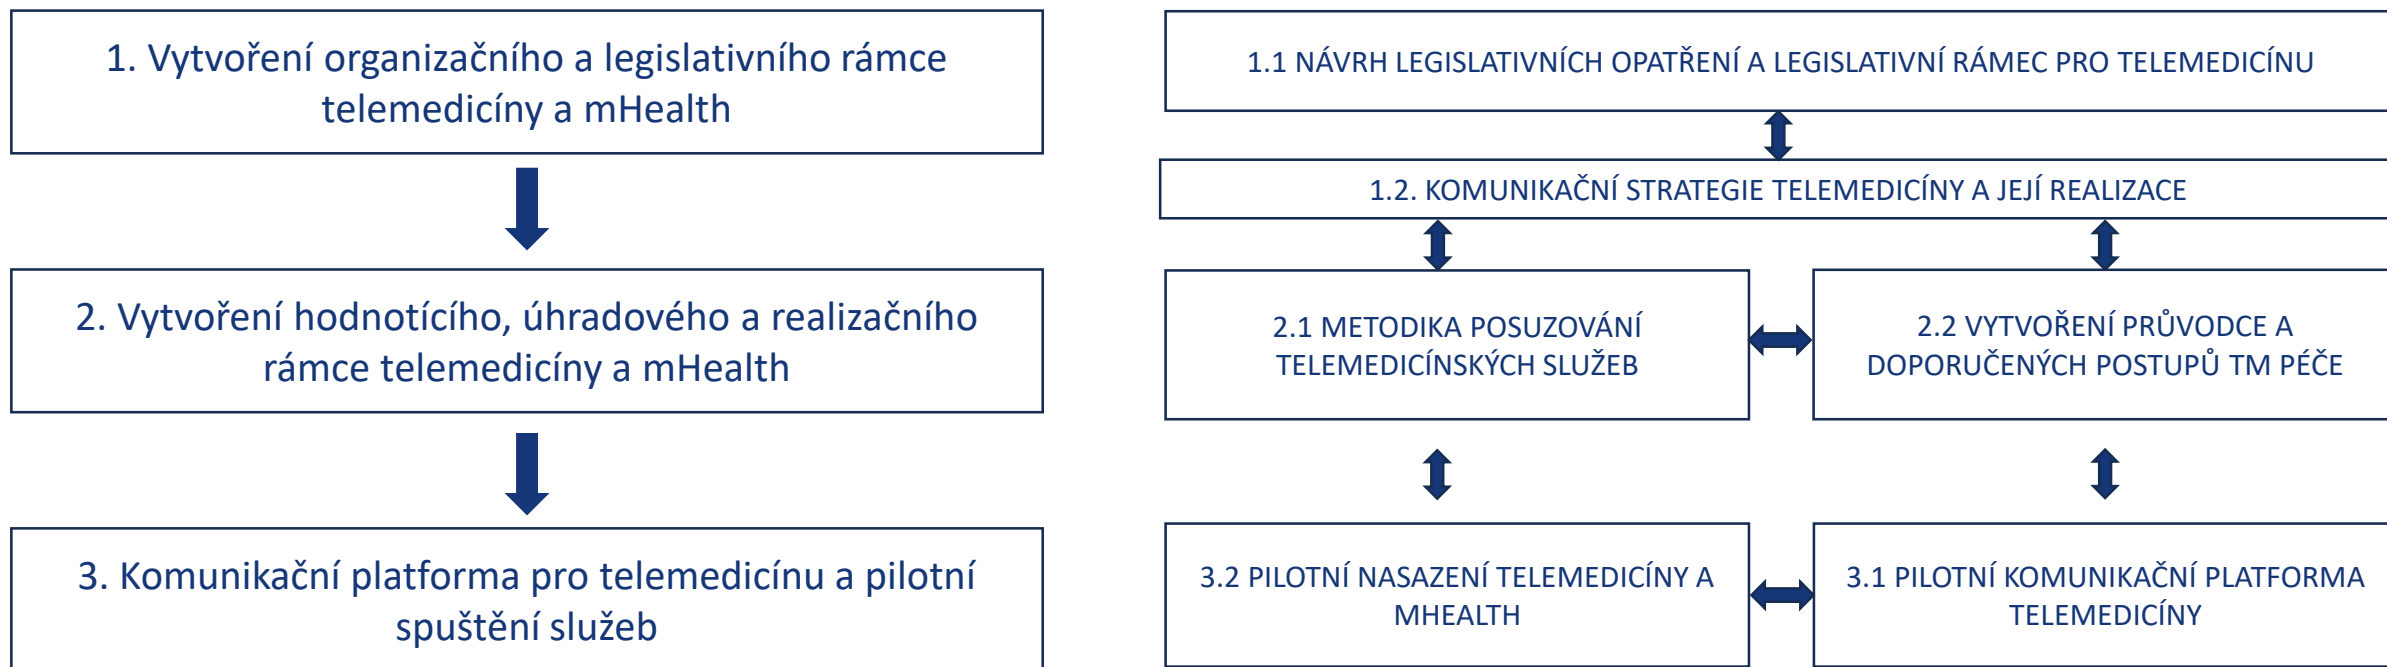 1. Vytvoření organizačního a legislativního rámce
telemedicíny a mHealth
2. Vytvoření hodnotícího, úhradového a realizačního
rámce telemedicíny a mHealth
3. Komunikační platforma pro telemedicínu a pilotní
spuštění služeb
1.1 NÁVRH LEGISLATIVNÍCH OPATŘENÍ A LEGISLATIVNÍ RÁMEC PRO TELEMEDICÍNU
1.2. KOMUNIKAČNÍ STRATEGIE TELEMEDICÍNY A JEJÍ REALIZACE
2.1 METODIKA POSUZOVÁNÍ
TELEMEDICÍNSKÝCH SLUŽEB
2.2 VYTVOŘENÍ PRŮVODCE A
DOPORUČENÝCH POSTUPŮ TM PÉČE
3.2 PILOTNÍ NASAZENÍ TELEMEDICÍNY A
MHEALTH
3.1 PILOTNÍ KOMUNIKAČNÍ PLATFORMA
TELEMEDICÍNY